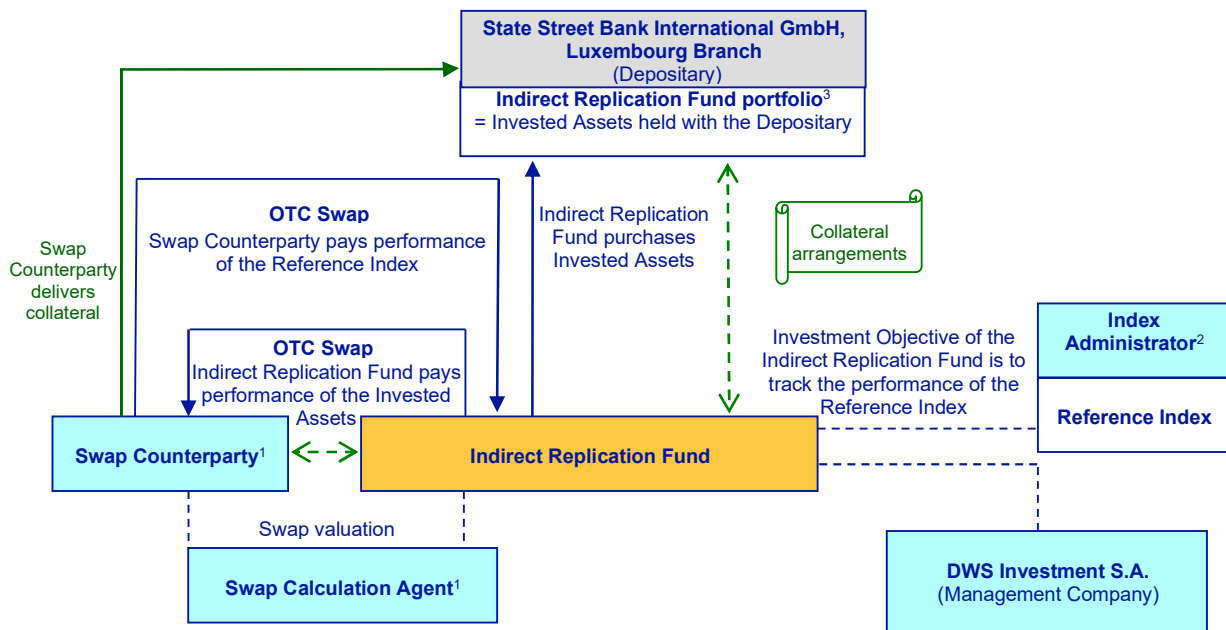 State Street Bank International GmbH,
Luxembourg Branch
(Depositary)
Indirect Replication Fund portfolio³
= Invested Assets held with the Depositary
OTC Swap
Swap Counterparty pays performance
of the Reference Index
Indirect Replication
Fund purchases
Invested Assets
Collateral
arrangements
Swap
Counterparty
delivers
collateral
OTC Swap
Indirect Replication Fund pays
performance of the Invested
Assets
Investment Objective of the
Indirect Replication Fund is to
track the performance of the
Reference Index
Index
Administrator²
Reference Index
Swap Counterparty¹
Indirect Replication Fund
Swap valuation
Swap Calculation Agent¹
DWS Investment S.A.
(Management Company)